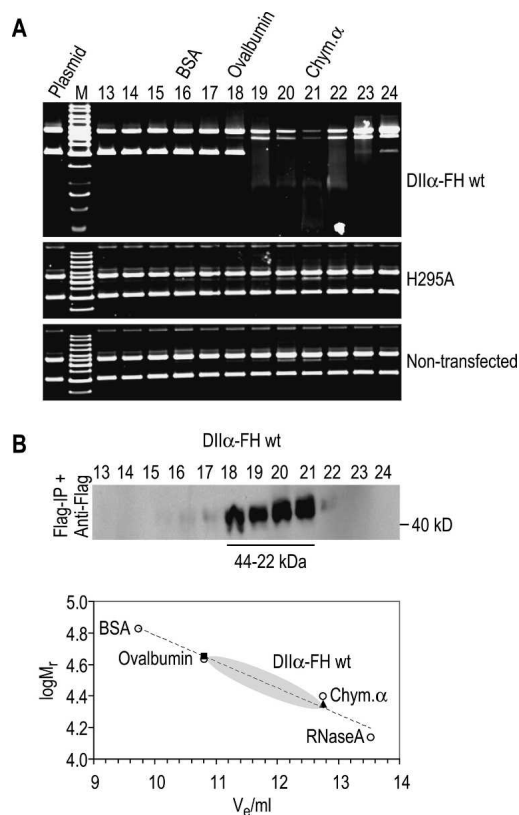 A
Plasmid M 13 14 15 16 17 18 19 20 21 22 23 24
BSA Ovalbumin Chym.α
DIIα-FH wt
H295A
Non-transfected
B
DIIα-FH wt
13 14 15 16 17 18 19 20 21 22 23 24
Flag-IP +
Anti-Flag
40 kD
44-22 kDa
5.0
4.8
4.6
4.4
4.2
4.0
logMr
BSA
Ovalbumin
DIIα-FH wt
Chym.α
RNaseA
9 10 11 12 13 14
Ve/ml